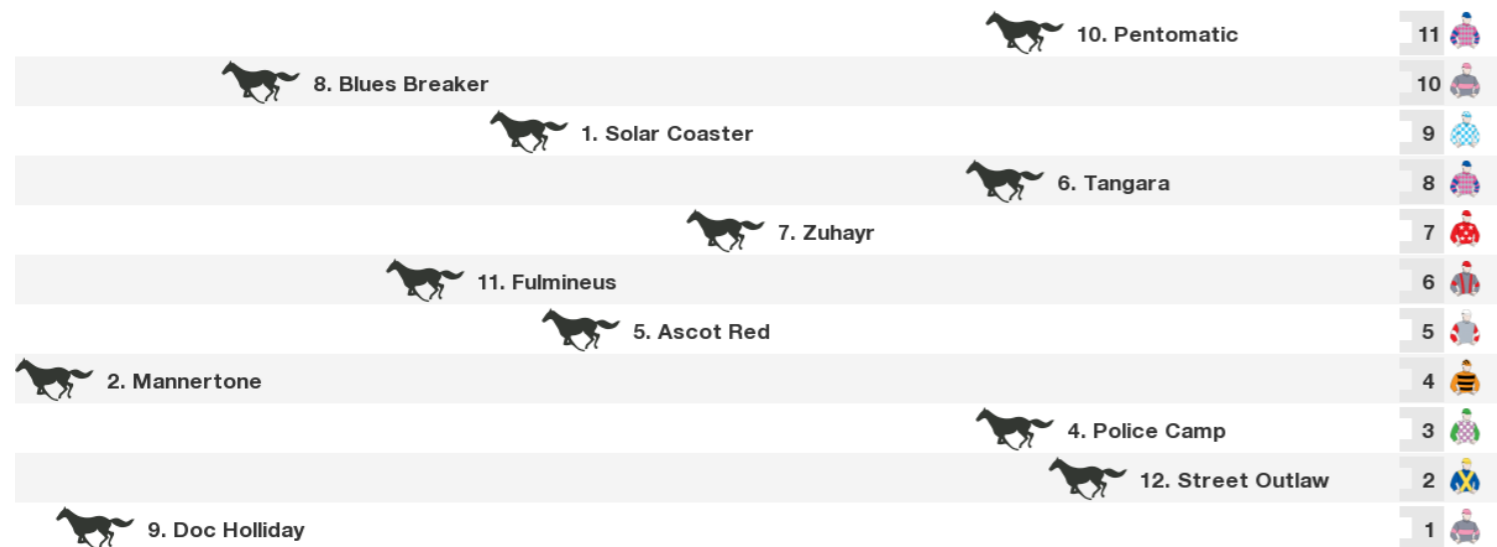 10. Pentomatic 11
8. Blues Breaker 10
1. Solar Coaster 9
6. Tangara 8
7. Zuhayr 7
11. Fulmineus 6
5. Ascot Red 5
2. Mannertone 4
4. Police Camp 3
12. Street Outlaw 2
9. Doc Holliday 1